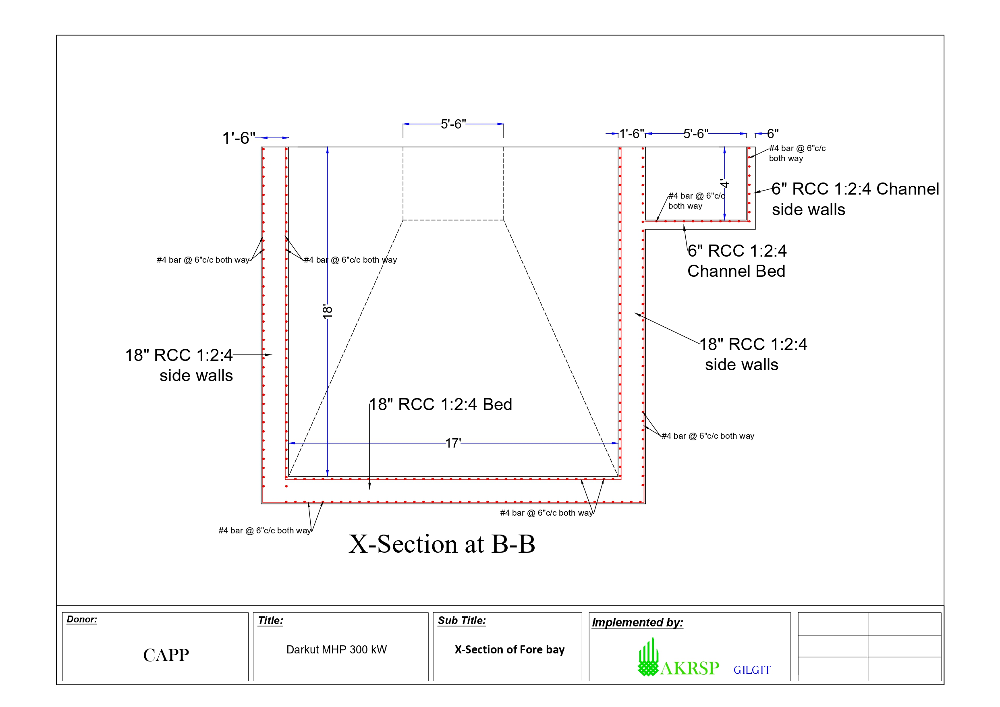 5'-6"
1'-6"
1'-6"
5'-6"
6"
#4 bar @ 6"c/c
both way
4'
6" RCC 1:2:4 Channel
side walls
#4 bar @ 6"c/c
both way
6" RCC 1:2:4
Channel Bed
#4 bar @ 6"c/c both way
#4 bar @ 6"c/c both way
18'
18" RCC 1:2:4
side walls
18" RCC 1:2:4
side walls
18" RCC 1:2:4 Bed
17'
#4 bar @ 6"c/c both way
#4 bar @ 6"c/c both way
#4 bar @ 6"c/c both way
X-Section at B-B
Donor:
CAPP
Title:
Darkut MHP 300 kW
Sub Title:
X-Section of Fore bay
Implemented by:
AKRSP GILGIT